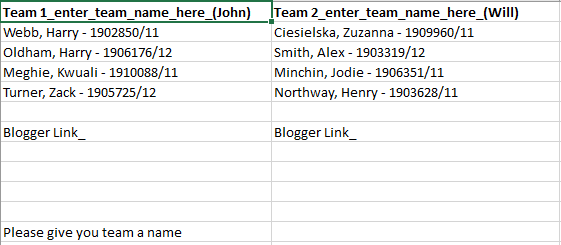 Team 1_enter_team_name_here_(John) Team 2_enter_team_name_here_(Will)
Webb, Harry - 1902850/11 Ciesielska, Zuzanna - 1909960/11
Oldham, Harry - 1906176/12 Smith, Alex - 1903319/12
Meghie, Kwuali - 1910088/11 Minchin, Jodie - 1906351/11
Turner, Zack - 1905725/12 Northway, Henry - 1903628/11
Blogger Link_ Blogger Link_
Please give you team a name